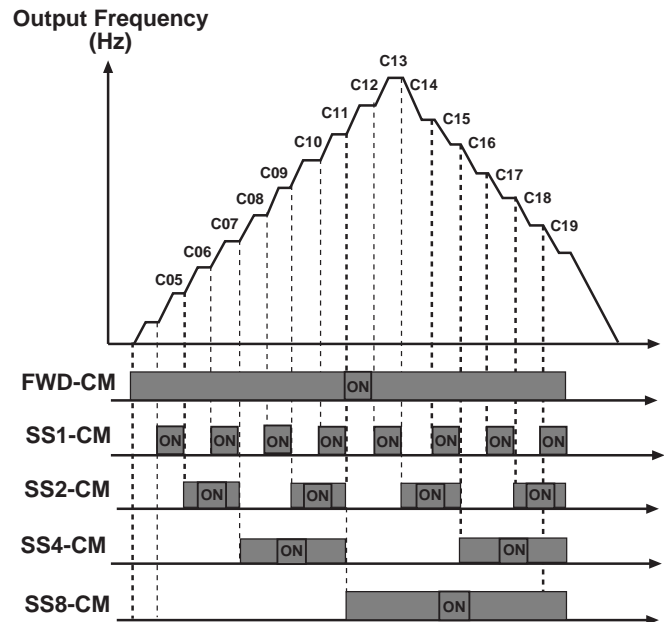 Output Frequency
(Hz)
C13
C12
C14
C11
C15
C10
C16
C09
C17
C08
C18
C07
C19
C06
C05
FWD-CM
ON
SS1-CM
ON ON ON ON ON ON ON ON
SS2-CM
ON ON ON ON
SS4-CM
ON ON
SS8-CM
ON